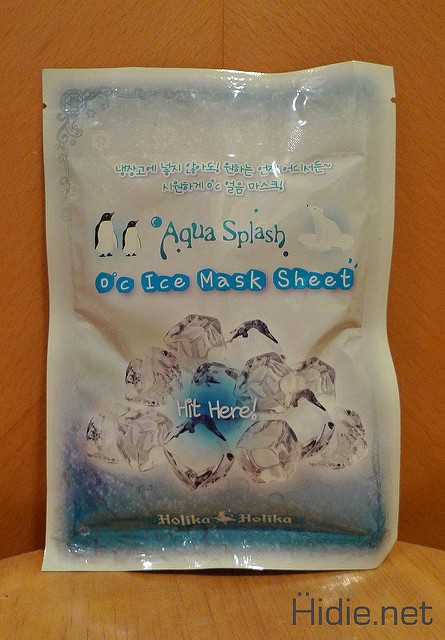 냉장고에 넣지 않아도! 원하는 언제 어디서든~
시원하게 0℃ 얼음 마스크!
Aqua Splash
0℃ Ice Mask Sheet
Hit Here!
Holika Holika
Hidie.net